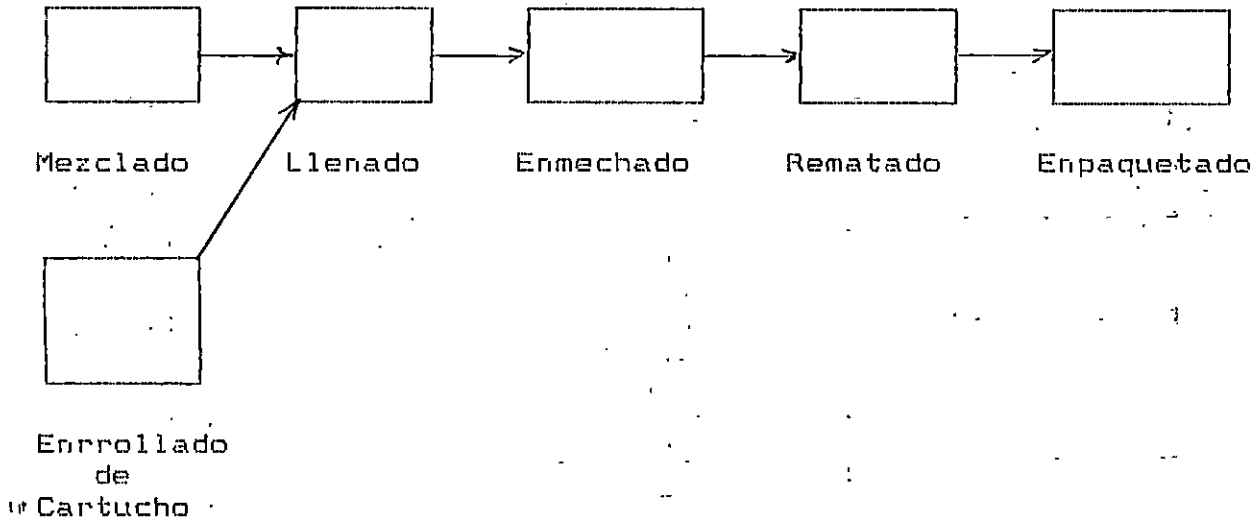 Mezclado
Llenado
Enmechado
Rematado
Enpaquetado
Enrrollado
de
Cartucho